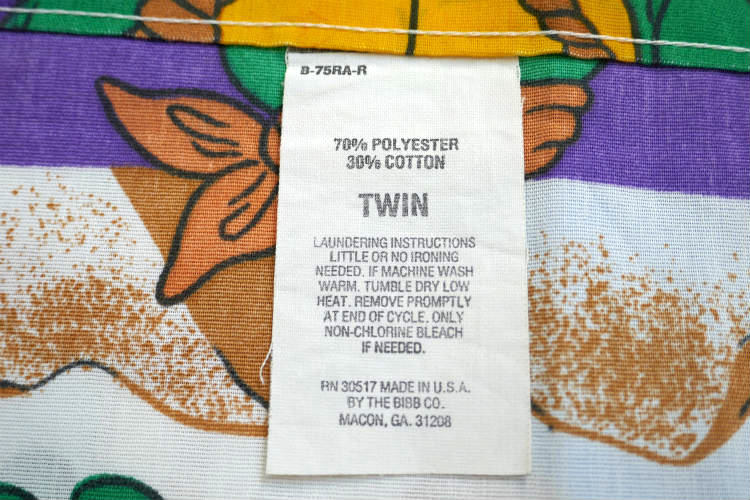 B-75RA-R
70% POLYESTER
30% COTTON
TWIN
LAUNDERING INSTRUCTIONS
LITTLE OR NO IRONING
NEEDED. IF MACHINE WASH
WARM. TUMBLE DRY LOW
HEAT. REMOVE PROMPTLY
AT END OF CYCLE. ONLY
NON-CHLORINE BLEACH
IF NEEDED.
RN 30517 MADE IN U.S.A.
BY THE BIBB CO.
MACON, GA. 31208